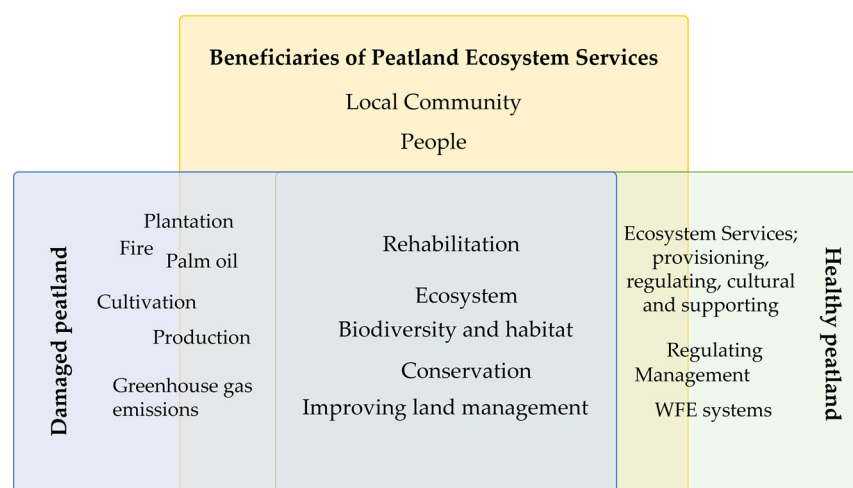 Beneficiaries of Peatland Ecosystem Services
Local Community
People
Damaged peatland
Plantation
Fire
Palm oil
Cultivation
Production
Greenhouse gas
emissions
Rehabilitation
Ecosystem
Biodiversity and habitat
Conservation
Improving land management
Ecosystem Services;
provisioning,
regulating, cultural
and supporting
Regulating
Management
WFE systems
Healthy peatland